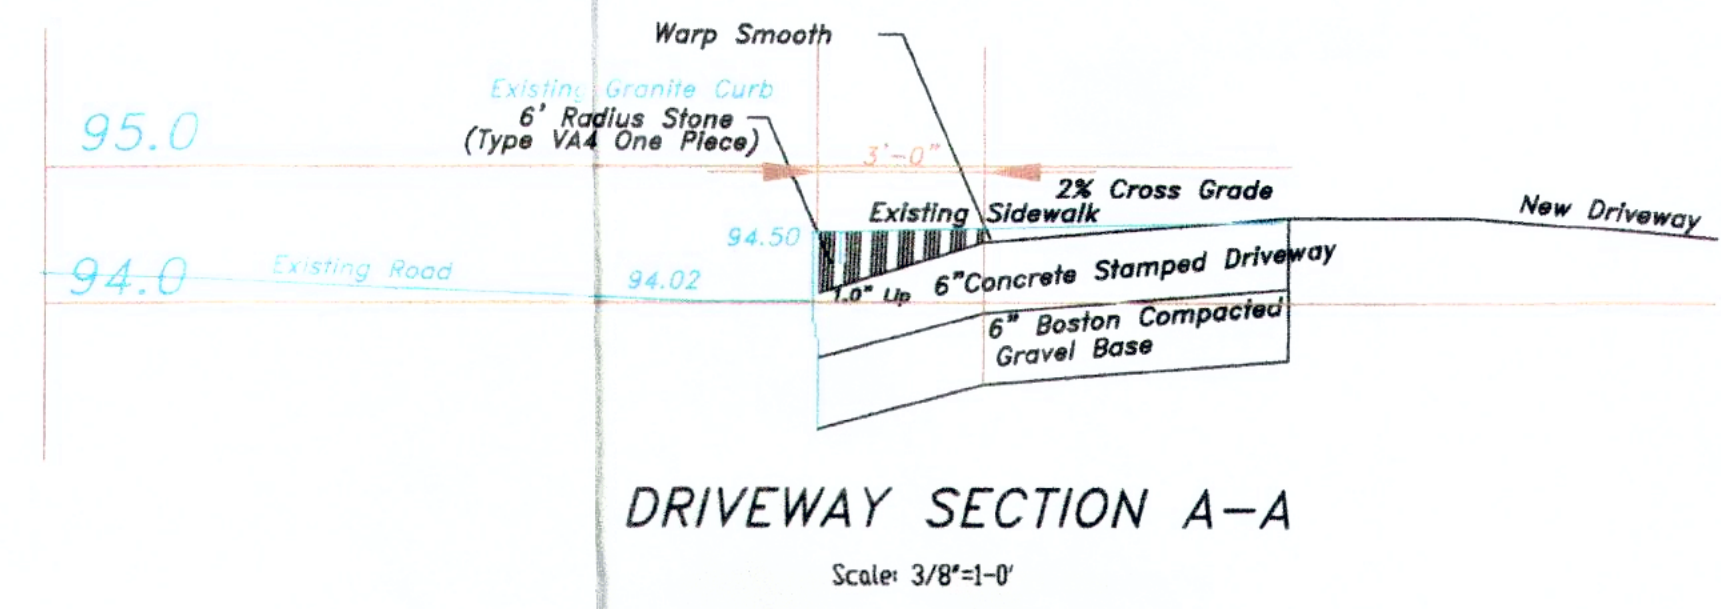 Warp Smooth
Existing Granite Curb
6' Radius Stone
(Type VA4 One Piece)
95.0
3'-0"
2% Cross Grade
Existing Sidewalk
New Driveway
94.50
94.0
Existing Road
94.02
1.0" Up
6"Concrete Stamped Driveway
6" Boston Compacted
Gravel Base
DRIVEWAY SECTION A-A
Scale: 3/8"=1-0'